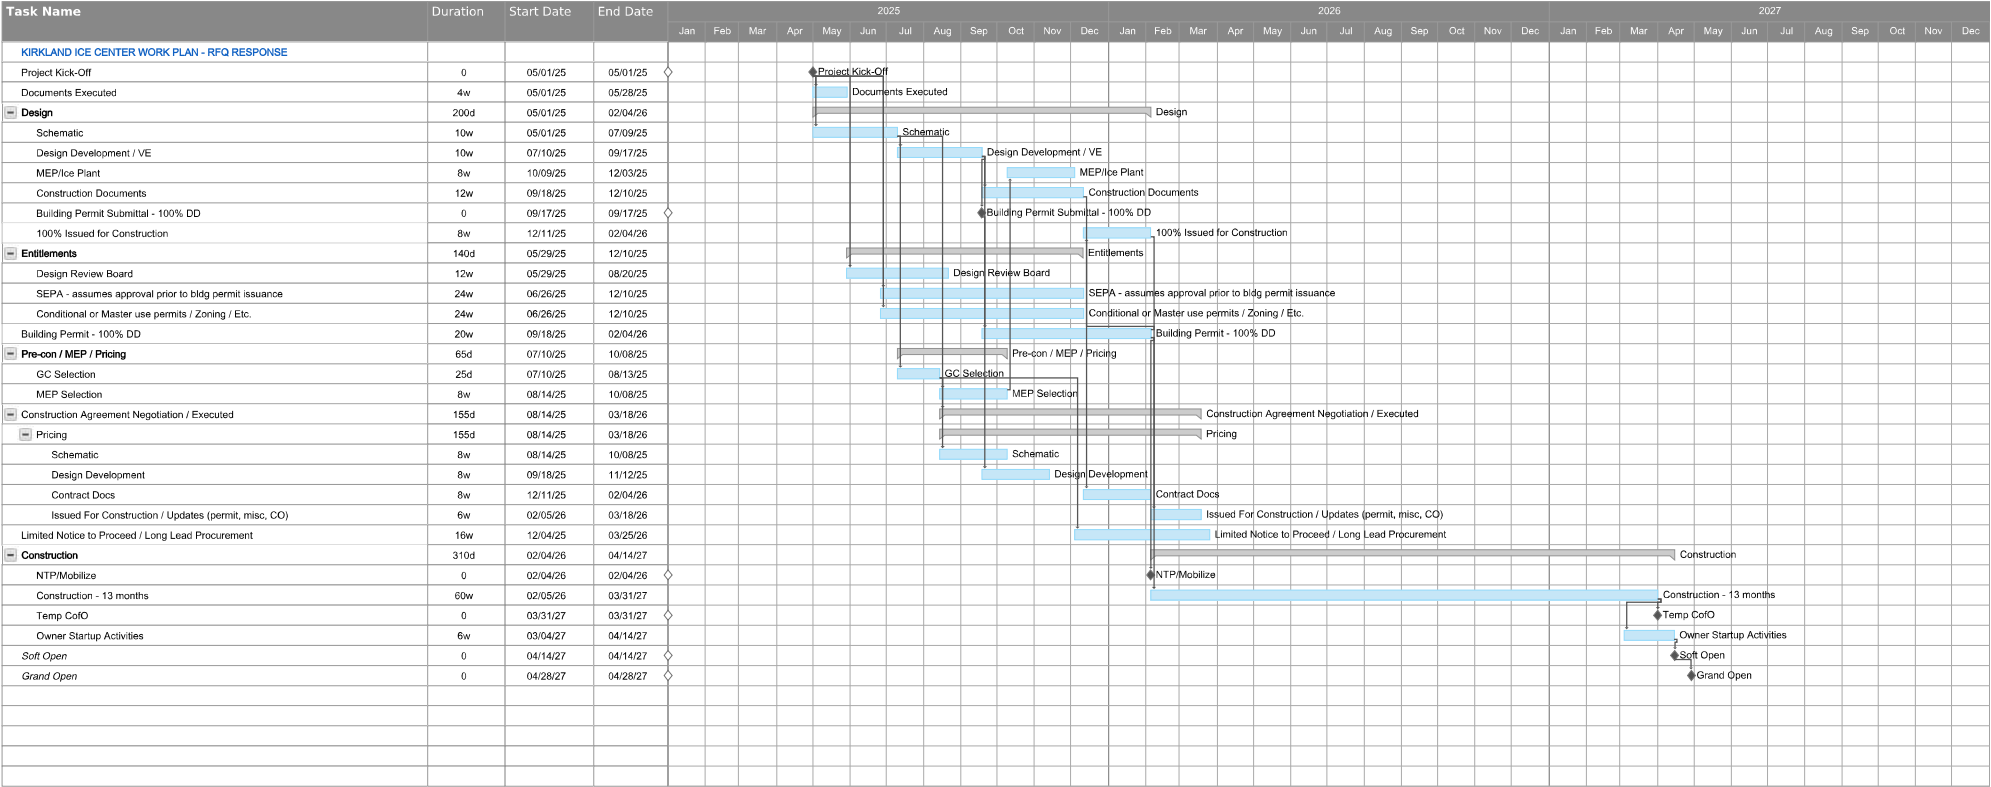 Task Name Duration Start Date End Date 2025 2026 2027
Jan Feb Mar Apr May Jun Jul Aug Sep Oct Nov Dec Jan Feb Mar Apr May Jun Jul Aug Sep Oct Nov Dec Jan Feb Mar Apr May Jun Jul Aug Sep Oct Nov Dec
KIRKLAND ICE CENTER WORK PLAN - RFQ RESPONSE
Project Kick-Off 0 05/01/25 05/01/25 Project Kick-Off
Documents Executed 4w 05/01/25 05/28/25 Documents Executed
Design 200d 05/01/25 02/04/26 Design
Schematic 10w 05/01/25 07/09/25 Schematic
Design Development / VE 10w 07/10/25 09/17/25 Design Development / VE
MEP/Ice Plant 8w 10/09/25 12/03/25 MEP/Ice Plant
Construction Documents 12w 09/18/25 12/10/25 Construction Documents
Building Permit Submittal - 100% DD 0 09/17/25 09/17/25 Building Permit Submittal - 100% DD
100% Issued for Construction 8w 12/11/25 02/04/26 100% Issued for Construction
Entitlements 140d 05/29/25 12/10/25 Entitlements
Design Review Board 12w 05/29/25 08/20/25 Design Review Board
SEPA - assumes approval prior to bldg permit issuance 24w 06/26/25 12/10/25 SEPA - assumes approval prior to bldg permit issuance
Conditional or Master use permits / Zoning / Etc. 24w 06/26/25 12/10/25 Conditional or Master use permits / Zoning / Etc.
Building Permit - 100% DD 20w 09/18/25 02/04/26 Building Permit - 100% DD
Pre-con / MEP / Pricing 65d 07/10/25 10/08/25 Pre-con / MEP / Pricing
GC Selection 25d 07/10/25 08/13/25 GC Selection
MEP Selection 8w 08/14/25 10/08/25 MEP Selection
Construction Agreement Negotiation / Executed 155d 08/14/25 03/18/26 Construction Agreement Negotiation / Executed
Pricing 155d 08/14/25 03/18/26 Pricing
Schematic 8w 08/14/25 10/08/25 Schematic
Design Development 8w 09/18/25 11/12/25 Design Development
Contract Docs 8w 12/11/25 02/04/26 Contract Docs
Issued For Construction / Updates (permit, misc, CO) 6w 02/05/26 03/18/26 Issued For Construction / Updates (permit, misc, CO)
Limited Notice to Proceed / Long Lead Procurement 16w 12/04/25 03/25/26 Limited Notice to Proceed / Long Lead Procurement
Construction 310d 02/04/26 04/14/27 Construction
NTP/Mobilize 0 02/04/26 02/04/26 NTP/Mobilize
Construction - 13 months 60w 02/05/26 03/31/27 Construction - 13 months
Temp CofO 0 03/31/27 03/31/27 Temp CofO
Owner Startup Activities 6w 03/04/27 04/14/27 Owner Startup Activities
Soft Open 0 04/14/27 04/14/27 Soft Open
Grand Open 0 04/28/27 04/28/27 Grand Open